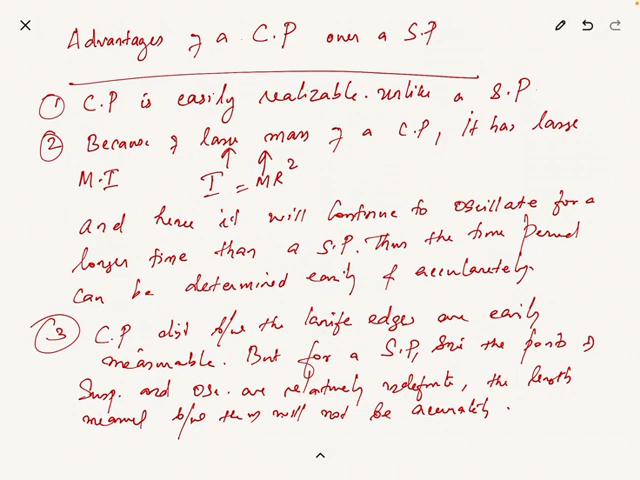 Advantages of a C.P over a S.P
① C.P is easily realizable unlike a S.P.
② Because of large mass of a C.P, it has large
M.I I = MR²
and hence it will continue to oscillate for a
longer time than a S.P. Thus the time period
can be determined easily & accurately.
③ C.P dist b/w the knife edges are easily
measurable. But for a S.P, the points of
Susp. and Osc. are relatively indefinite, the length
measured b/w them will not be accurately.